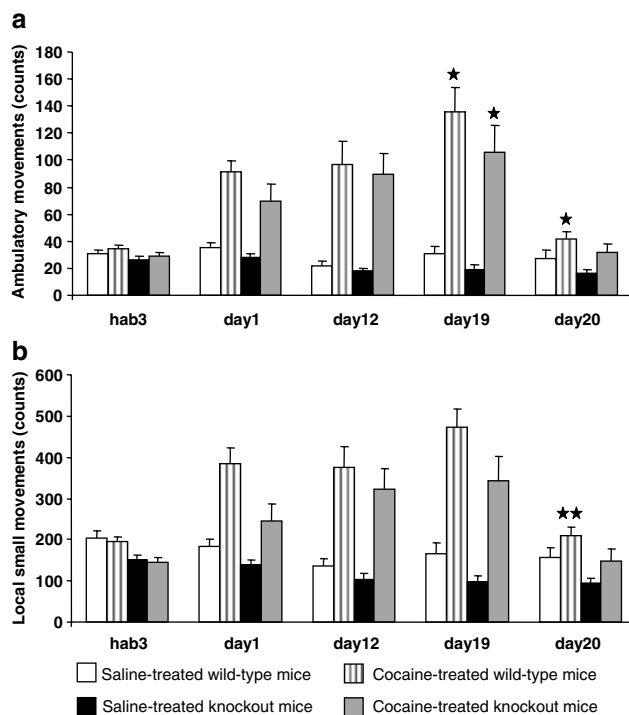 a
Ambulatory movements (counts)
180
160
140
120
100
80
60
40
20
0
hab3 day1 day12 day19 day20
b
Local small movements (counts)
600
500
400
300
200
100
0
hab3 day1 day12 day19 day20
Saline-treated wild-type mice Cocaine-treated wild-type mice
Saline-treated knockout mice Cocaine-treated knockout mice